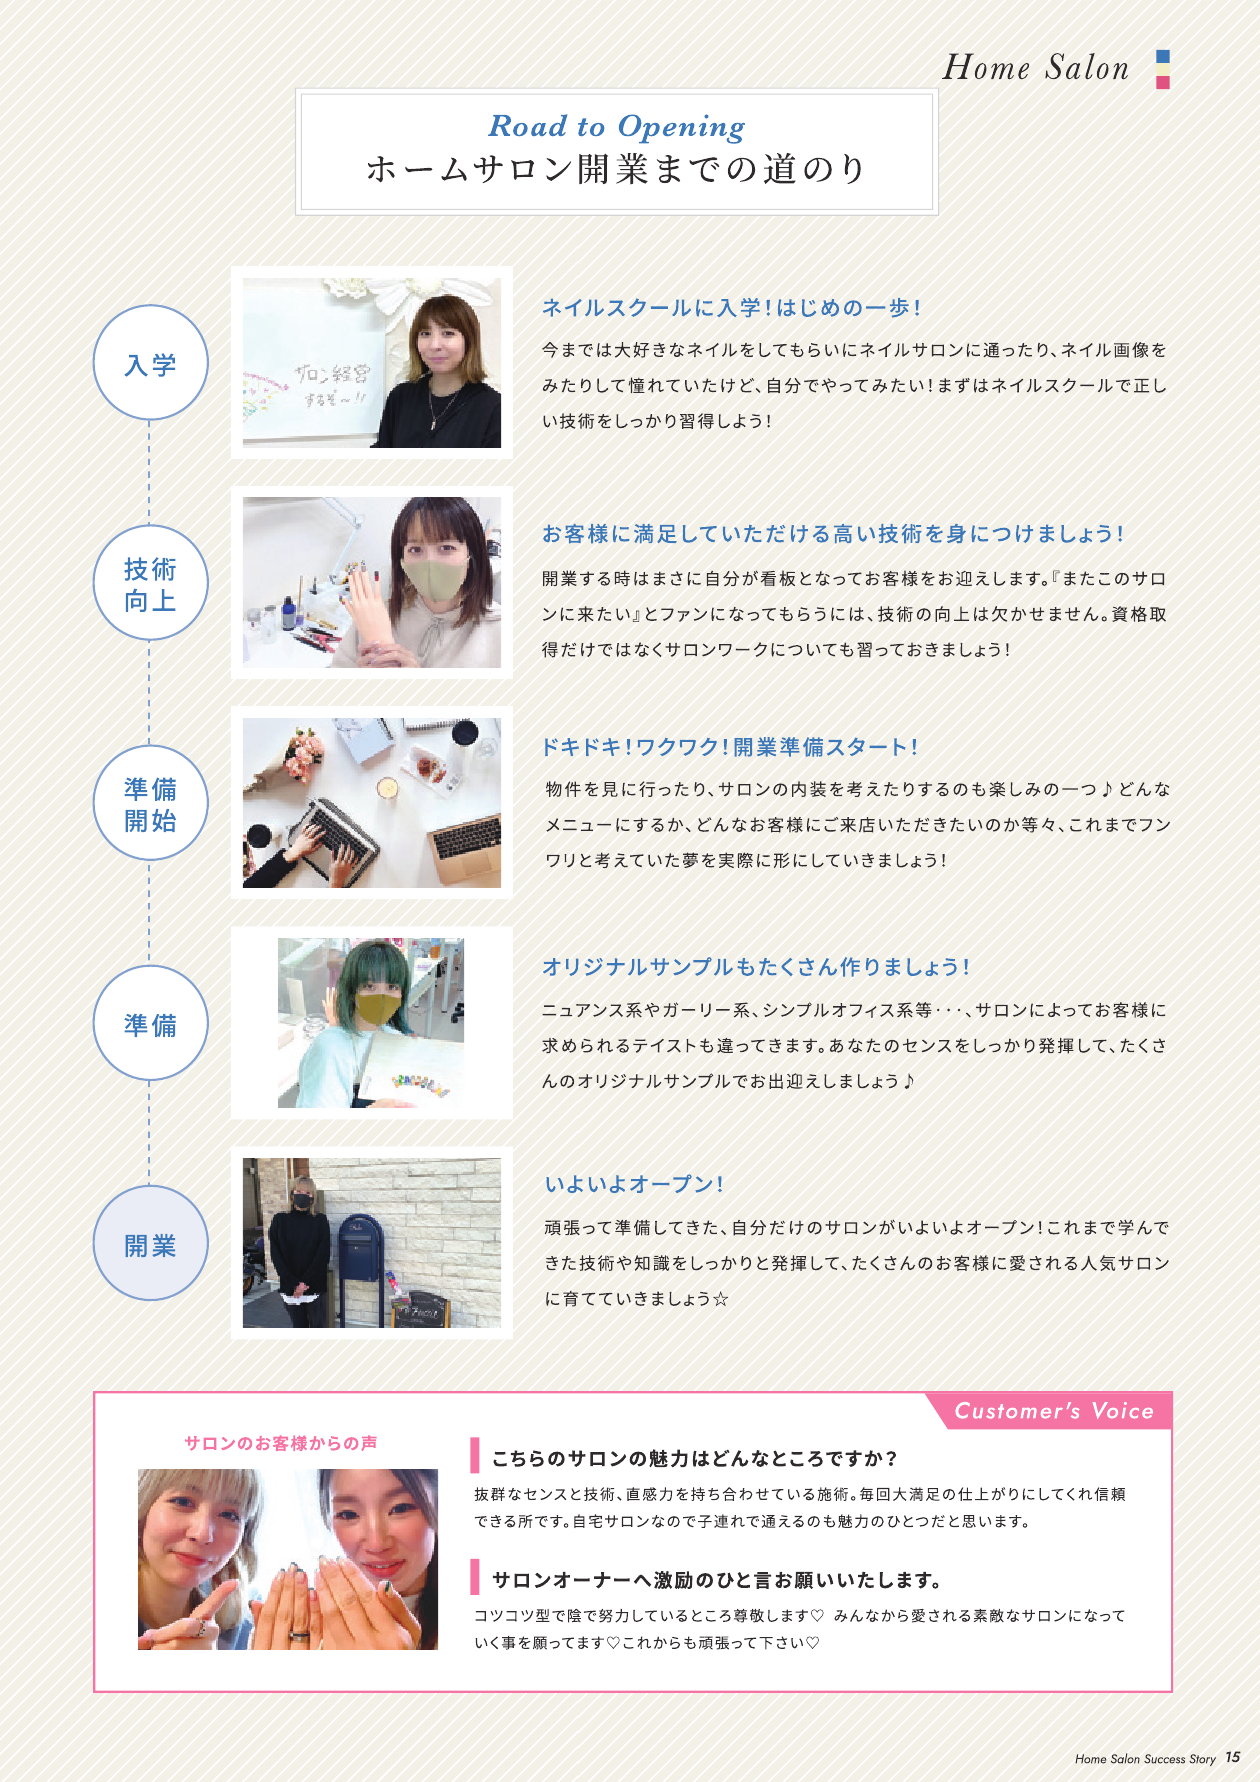 Home Salon
Road to Opening
ホームサロン開業までの道のり
入学
サロン経営
するぞ〜!!
ネイルスクールに入学!はじめの一歩!
今までは大好きなネイルをしてもらいにネイルサロンに通ったり、ネイル画像を
みたりして憧れていたけど、自分でやってみたい!まずはネイルスクールで正し
い技術をしっかり習得しよう!
技術
向上
お客様に満足していただける高い技術を身につけましょう!
開業する時はまさに自分が看板となってお客様をお迎えします。『またこのサロ
ンに来たい』とファンになってもらうには、技術の向上は欠かせません。資格取
得だけではなくサロンワークについても習っておきましょう!
準備
開始
ドキドキ!ワクワク!開業準備スタート!
物件を見に行ったり、サロンの内装を考えたりするのも楽しみの一つ♪どんな
メニューにするか、どんなお客様にご来店いただきたいのか等々、これまでフン
ワリと考えていた夢を実際に形にしていきましょう!
準備
オリジナルサンプルもたくさん作りましょう!
ニュアンス系やガーリー系、シンプルオフィス系等・・・、サロンによってお客様に
求められるテイストも違ってきます。あなたのセンスをしっかり発揮して、たくさ
んのオリジナルサンプルでお出迎えしましょう♪
開業
いよいよオープン!
頑張って準備してきた、自分だけのサロンがいよいよオープン!これまで学んで
きた技術や知識をしっかりと発揮して、たくさんのお客様に愛される人気サロン
に育てていきましょう☆
Customer's Voice
サロンのお客様からの声
こちらのサロンの魅力はどんなところですか?
抜群なセンスと技術、直感力を持ち合わせている施術。毎回大満足の仕上がりにしてくれ信頼
できる所です。自宅サロンなので子連れで通えるのも魅力のひとつだと思います。
サロンオーナーへ激励のひと言お願いいたします。
コツコツ型で陰で努力しているところ尊敬します♡ みんなから愛される素敵なサロンになって
いく事を願ってます♡これからも頑張って下さい♡
Home Salon Success Story 15